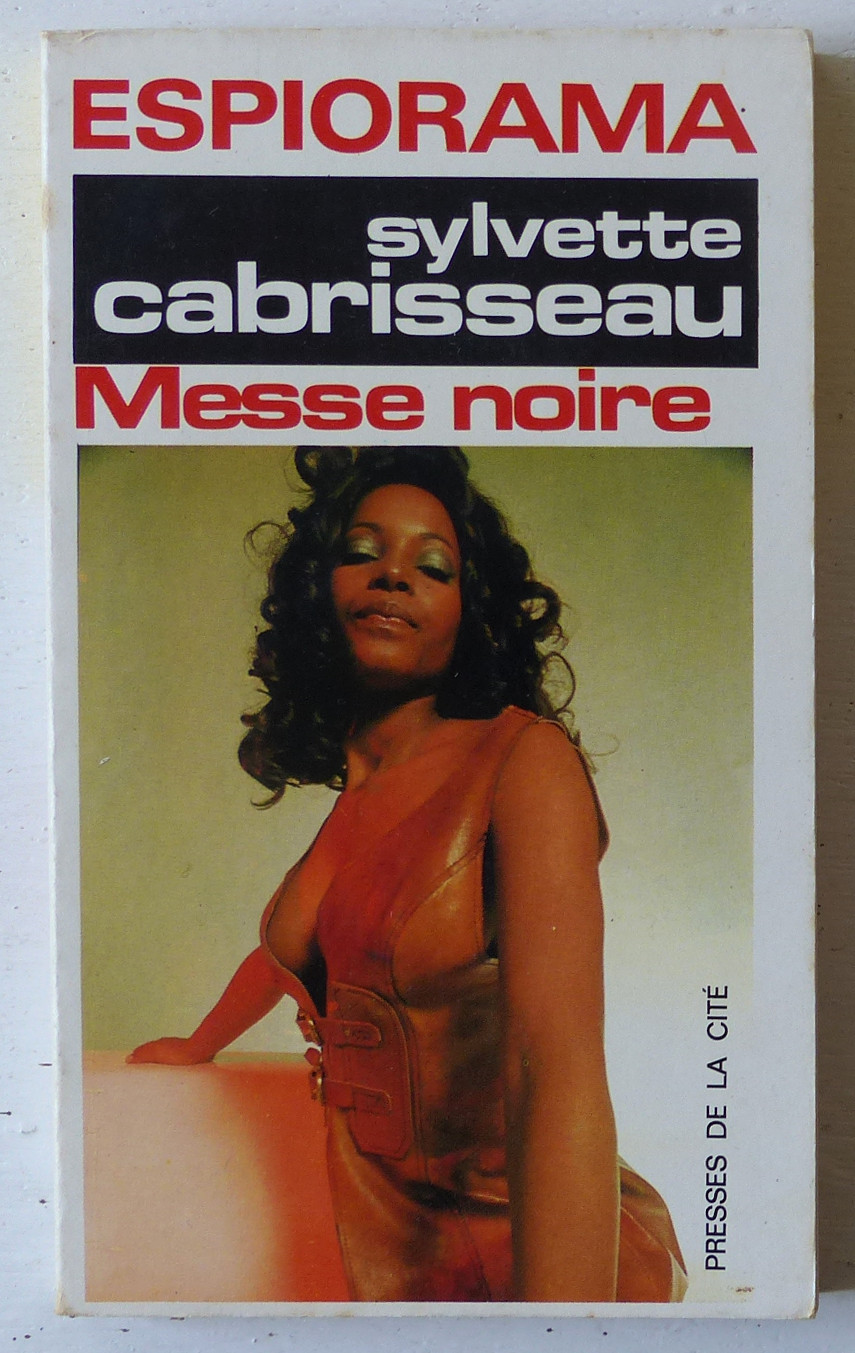 ESPIORAMA
sylvette
cabrisseau
Messe noire
PRESSES DE LA CITÉ